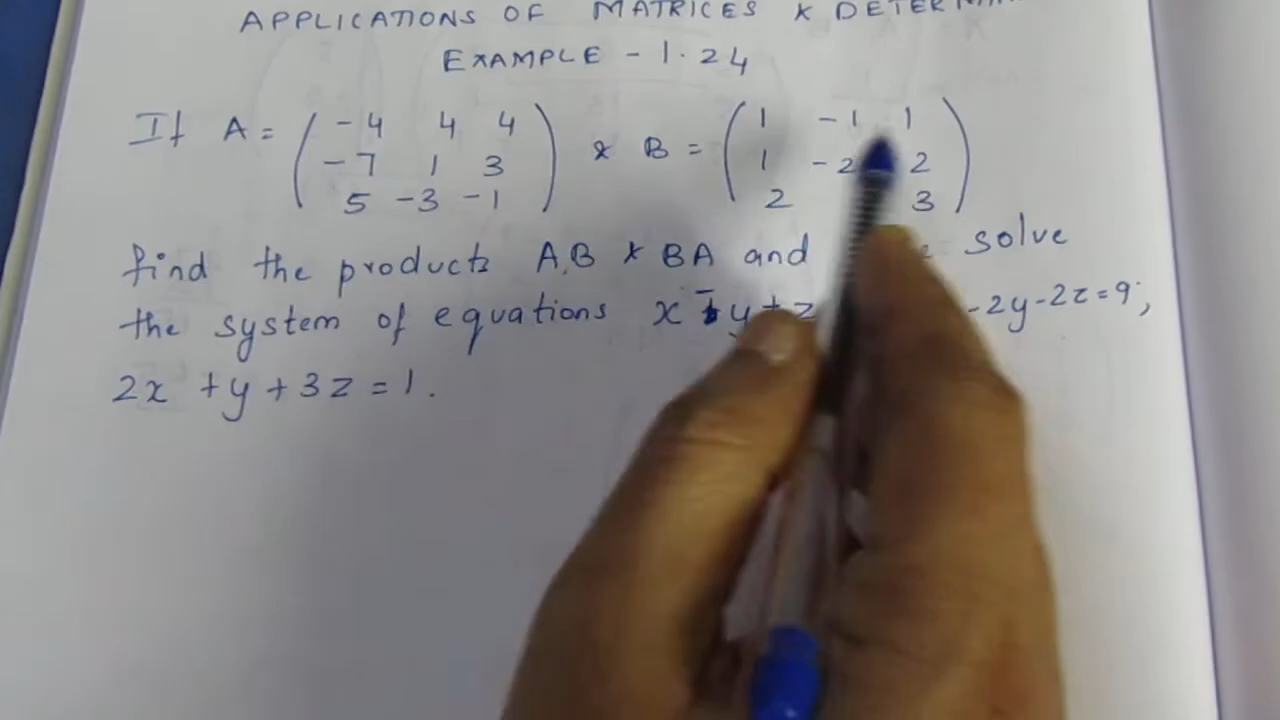 APPLICATIONS OF MATRICES &
EXAMPLE - 1.24
If A = ( -4 4 4 ) & B = ( 1 -1 1 )
-7 1 3 1 -2 2
5 -3 -1 2 3
find the products AB & BA and solve
the system of equations x - y + z -2y-2z=9;
2x + y + 3z = 1.